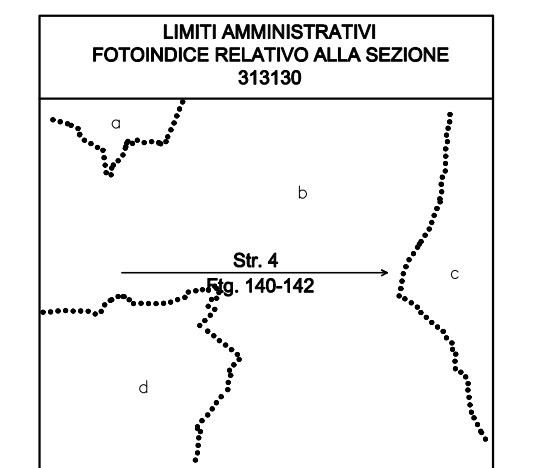 LIMITI AMMINISTRATIVI
FOTOINDICE RELATIVO ALLA SEZIONE
313130
a
b
Str. 4
c
Ftg. 140-142
d